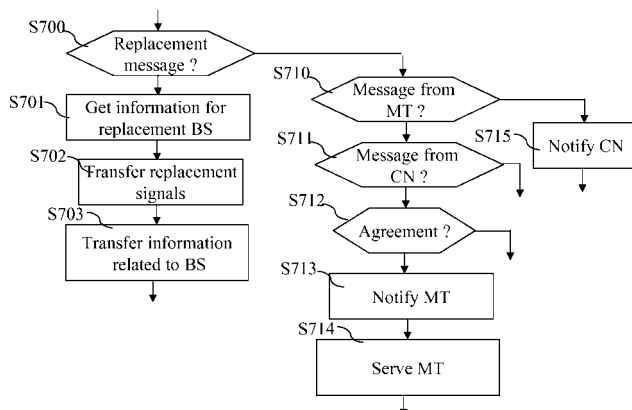 S700
Replacement
message ?
S701
Get information for
replacement BS
S702
Transfer replacement
signals
S703
Transfer information
related to BS
S710
Message from
MT ?
S711
Message from
CN ?
S715
Notify CN
S712
Agreement ?
S713
Notify MT
S714
Serve MT